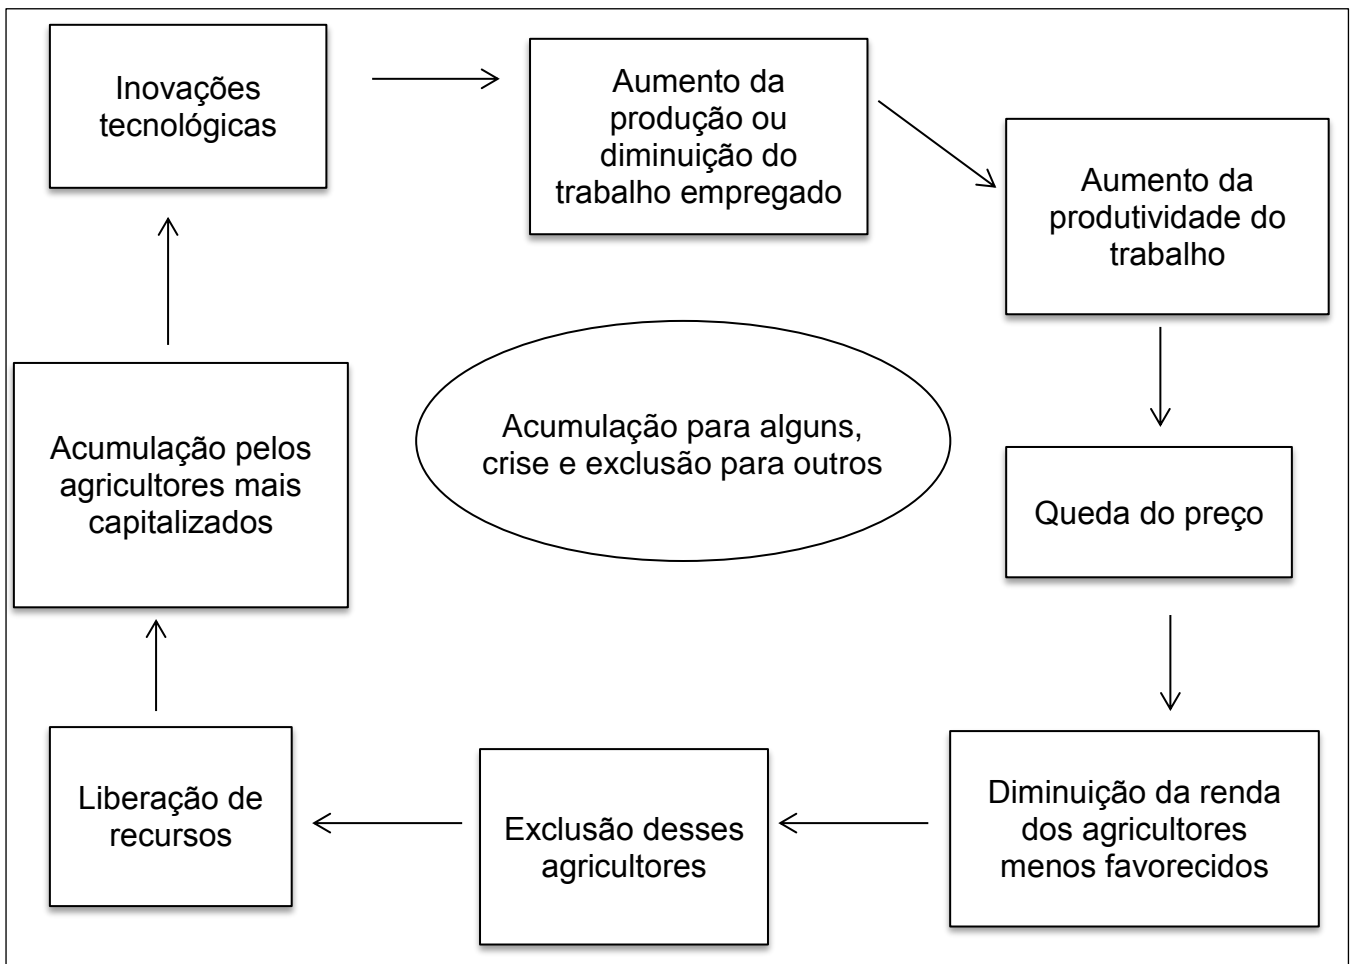 Inovações
tecnológicas
Aumento da
produção ou
diminuição do
trabalho empregado
Aumento da
produtividade do
trabalho
Queda do preço
Diminuição da renda
dos agricultores
menos favorecidos
Exclusão desses
agricultores
Liberação de
recursos
Acumulação pelos
agricultores mais
capitalizados
Acumulação para alguns,
crise e exclusão para outros